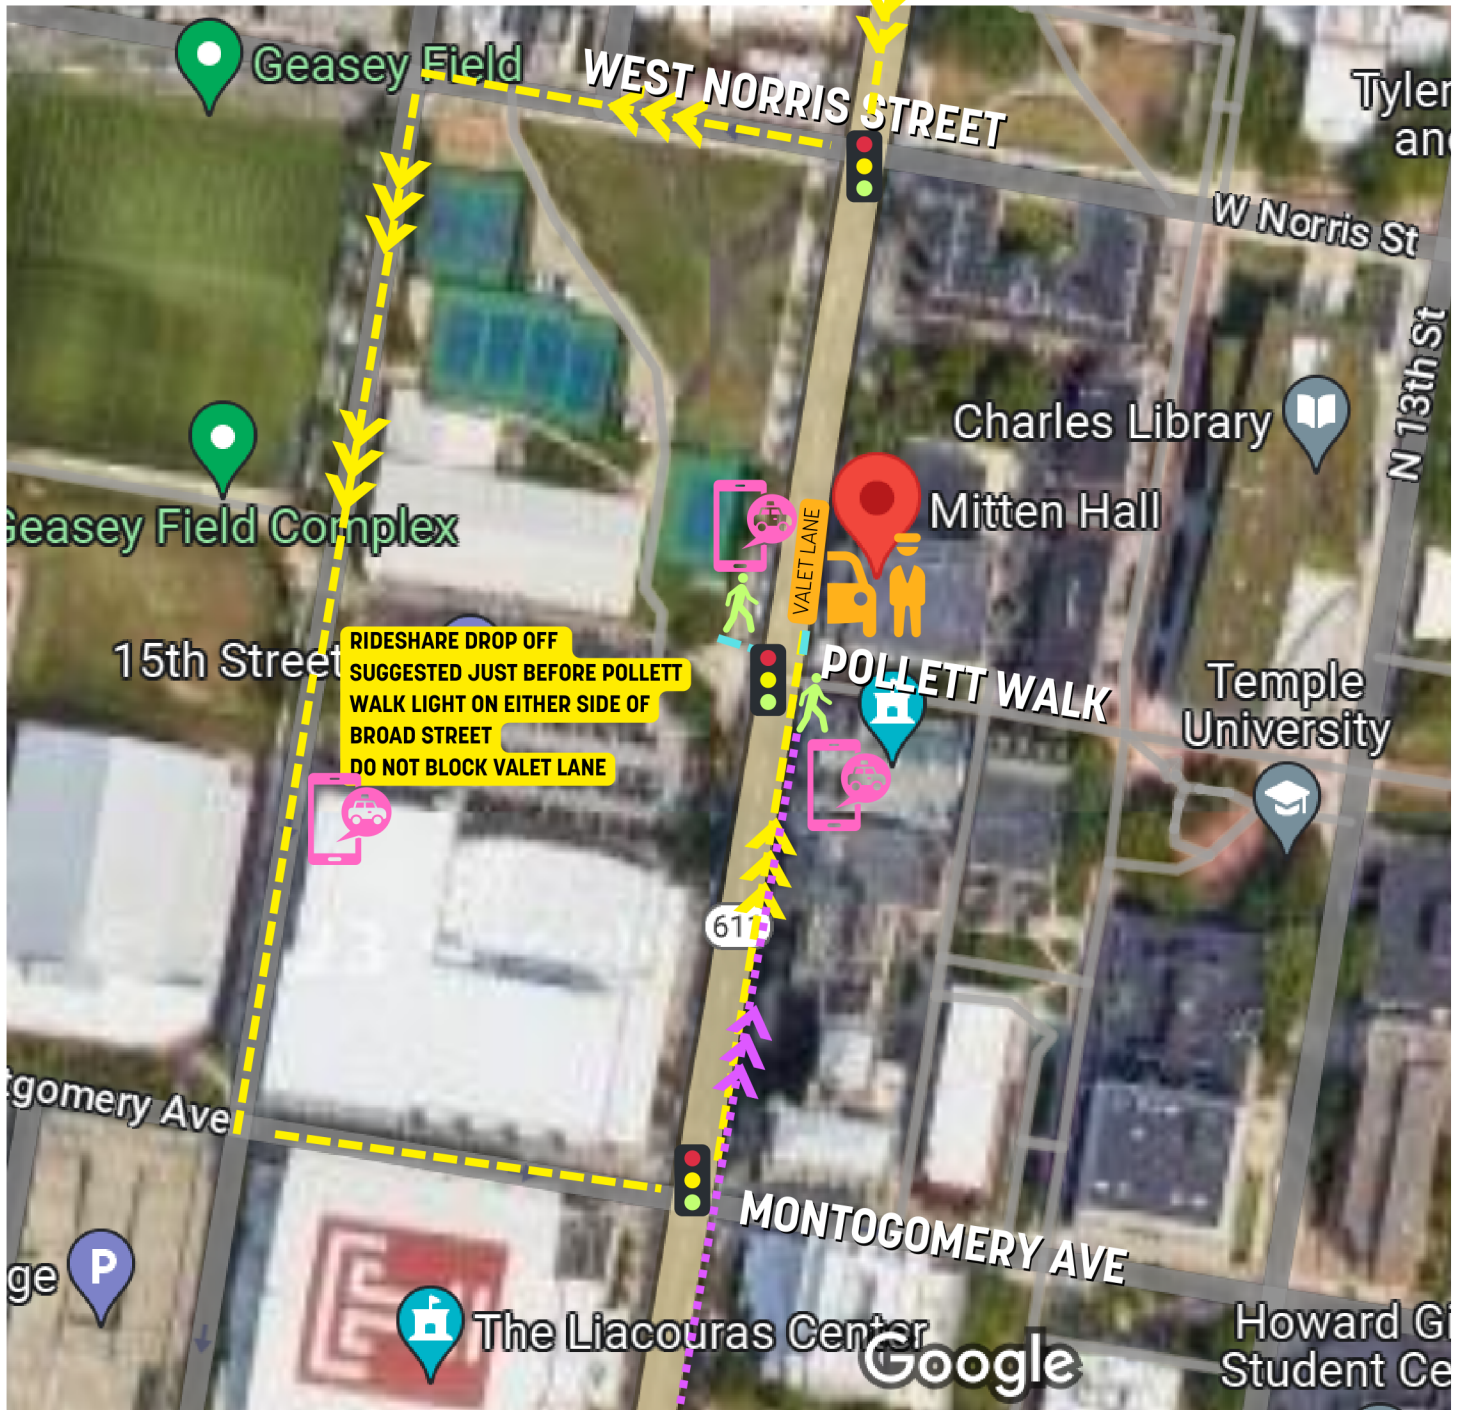 Geasey Field
WEST NORRIS STREET
Tyler
W Norris St
N 13th St
Charles Library
Mitten Hall
VALET LANE
Geasey Field Complex
15th Street
RIDESHARE DROP OFF
SUGGESTED JUST BEFORE POLLETT
WALK LIGHT ON EITHER SIDE OF
BROAD STREET
DO NOT BLOCK VALET LANE
POLLETT WALK
Temple
University
611
tgomery Ave
MONTOGOMERY AVE
P
ge
The Liacouras Center
Google
Howard Gi
Student Ce